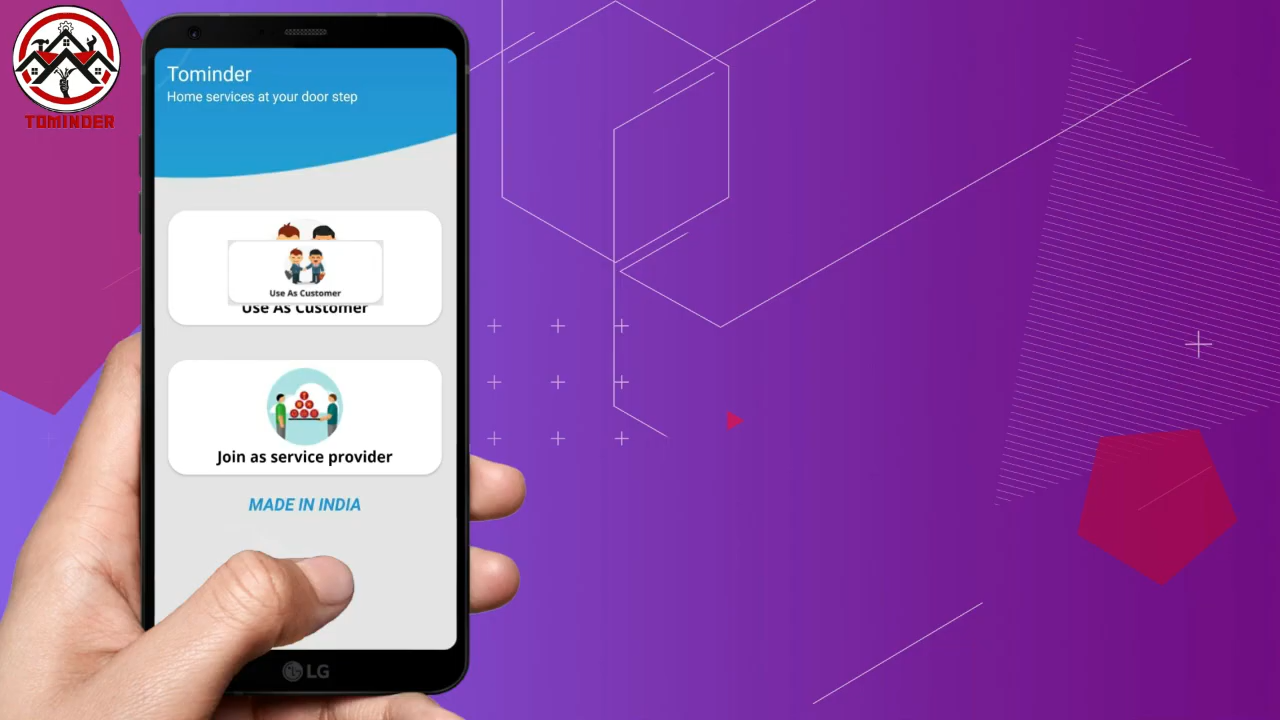 TOMINDER
Tominder
Home services at your door step
Use As Customer
Use As Customer
Join as service provider
MADE IN INDIA
LG